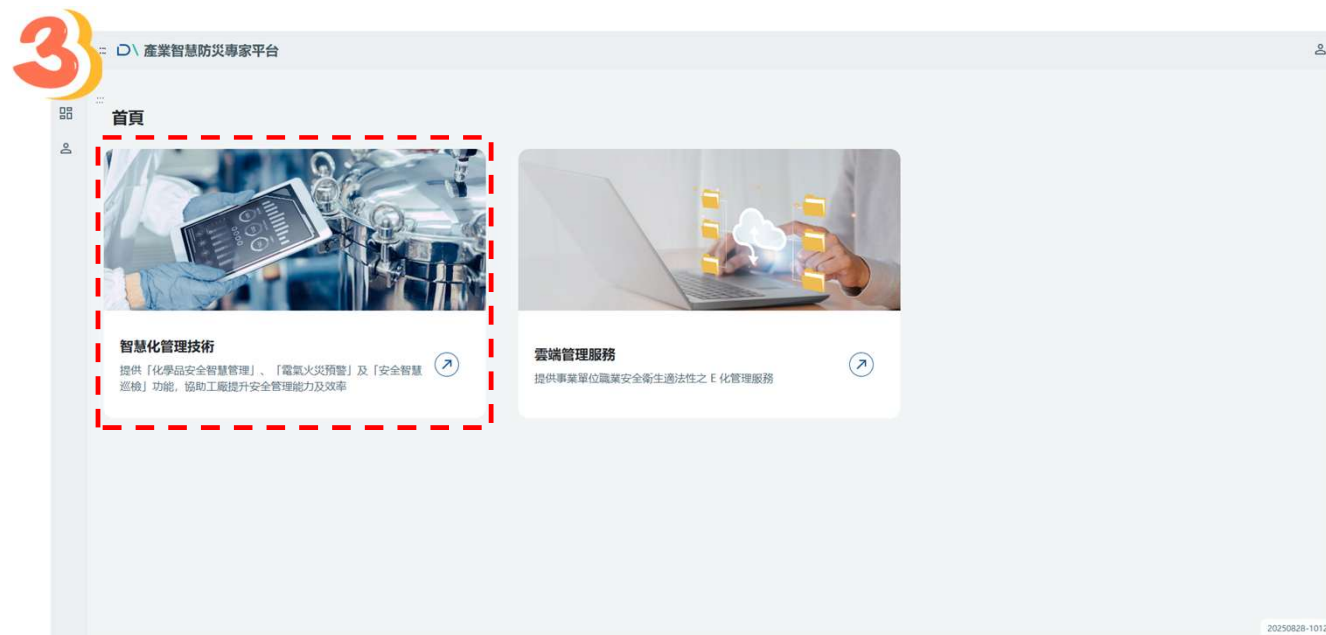 3
產業智慧防災專家平台
首頁
智慧化管理技術
提供「化學品安全智慧管理」、「電氣火災預警」及「安全智慧
巡檢」功能，協助工廠提升安全管理能力及效率
雲端管理服務
提供事業單位職業安全衛生適法性之 E 化管理服務
20250828-1012